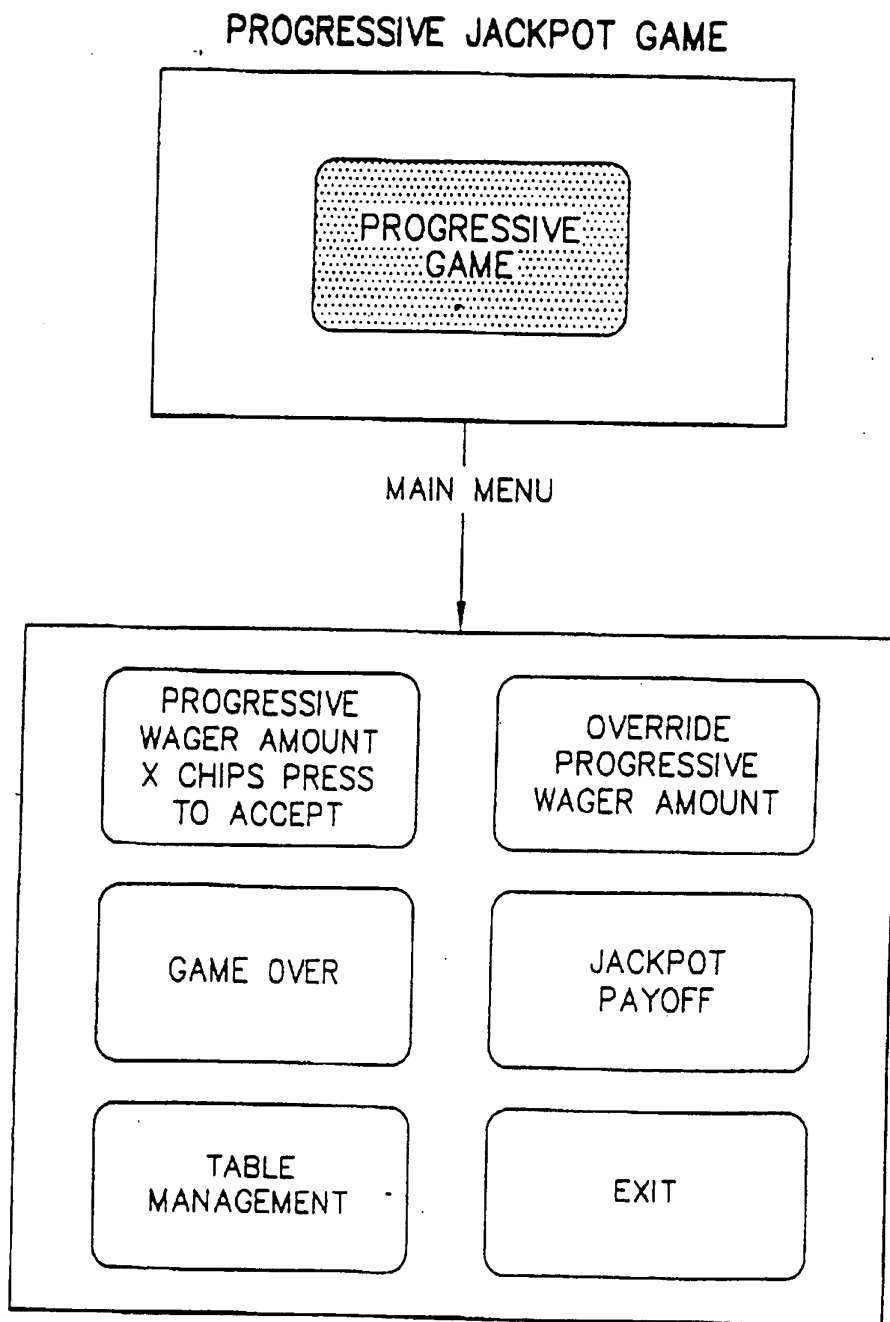 PROGRESSIVE JACKPOT GAME
PROGRESSIVE
GAME
MAIN MENU
PROGRESSIVE
WAGER AMOUNT
X CHIPS PRESS
TO ACCEPT
OVERRIDE
PROGRESSIVE
WAGER AMOUNT
GAME OVER
JACKPOT
PAYOFF
TABLE
MANAGEMENT
EXIT